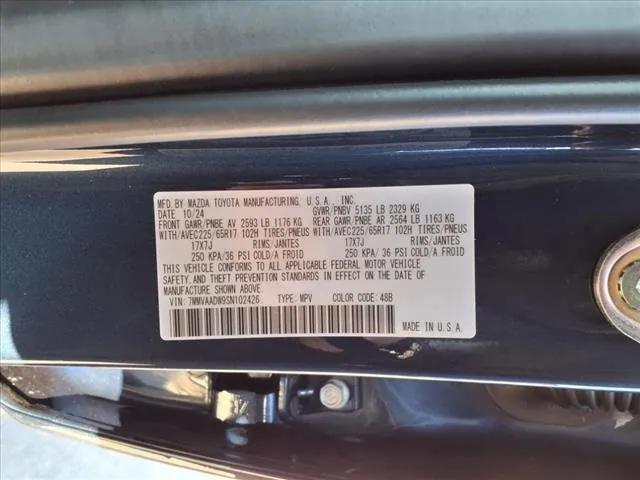 MFD.BY MAZDA TOYOTA MANUFACTURING, U.S.A., INC.
DATE 10/24 GVWR/PNBV 5135 LB 2329 KG
FRONT GAWR/PNBE AV 2593 LB 1176 KG REAR GAWR/PNBE AR 2564 LB 1163 KG
WITH/AVEC225/65R17 102H TIRES/PNEUS WITH/AVEC225/65R17 102H TIRES/PNEUS
17X7J RIMS/JANTES 17X7J RIMS/JANTES
250 KPA/36 PSI COLD/A FROID 250 KPA/36 PSI COLD/A FROID
THIS VEHICLE CONFORMS TO ALL APPLICABLE FEDERAL MOTOR VEHICLE
SAFETY, AND THEFT PREVENTION STANDARDS IN EFFECT ON THE DATE OF
MANUFACTURE SHOWN ABOVE.
VIN: 7MMVAADW9SN102426 TYPE: MPV COLOR CODE: 48B
MADE IN U.S.A.